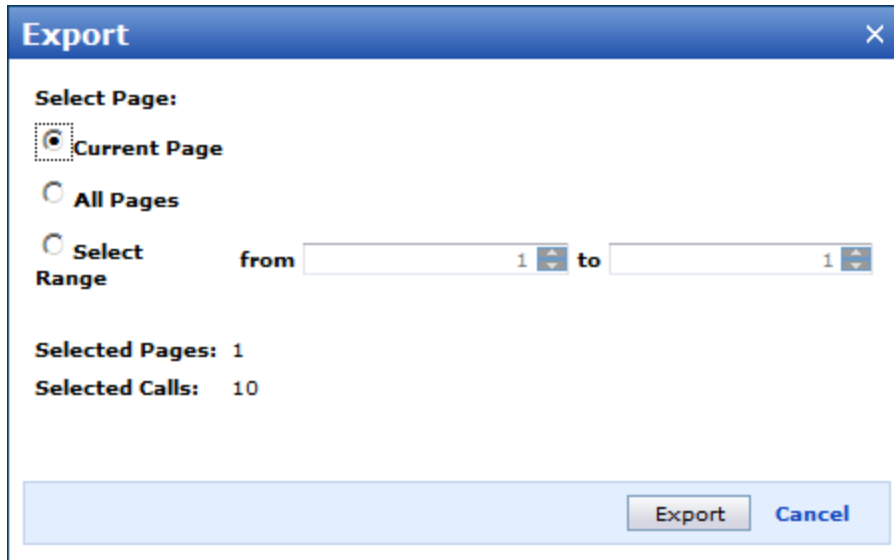 Export
Select Page:
Current Page
All Pages
Select from 1 to 1
Range
Selected Pages: 1
Selected Calls: 10
Export Cancel